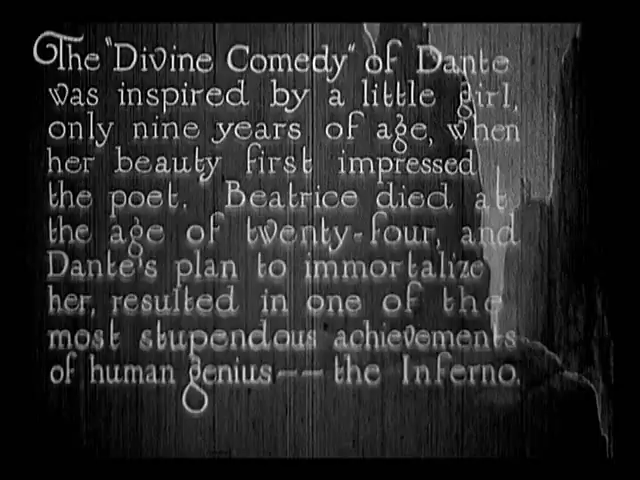 The "Divine Comedy" of Dante
was inspired by a little girl,
only nine years of age, when
her beauty first impressed
the poet. Beatrice died at
the age of twenty-four, and
Dante's plan to immortalize
her, resulted in one of the
most stupendous achievements
of human genius -- the Inferno.